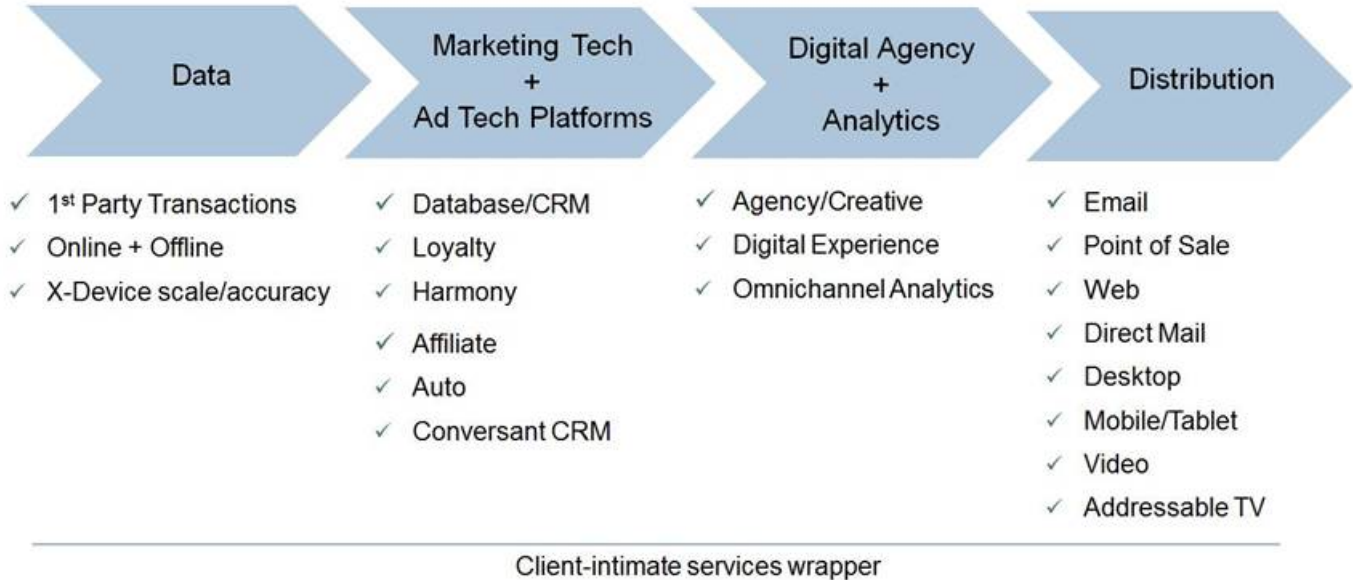 Data
Marketing Tech
+
Ad Tech Platforms
Digital Agency
+
Analytics
Distribution
✓ 1st Party Transactions
✓ Online + Offline
✓ X-Device scale/accuracy
✓ Database/CRM
✓ Loyalty
✓ Harmony
✓ Affiliate
✓ Auto
✓ Conversant CRM
✓ Agency/Creative
✓ Digital Experience
✓ Omnichannel Analytics
✓ Email
✓ Point of Sale
✓ Web
✓ Direct Mail
✓ Desktop
✓ Mobile/Tablet
✓ Video
✓ Addressable TV
Client-intimate services wrapper